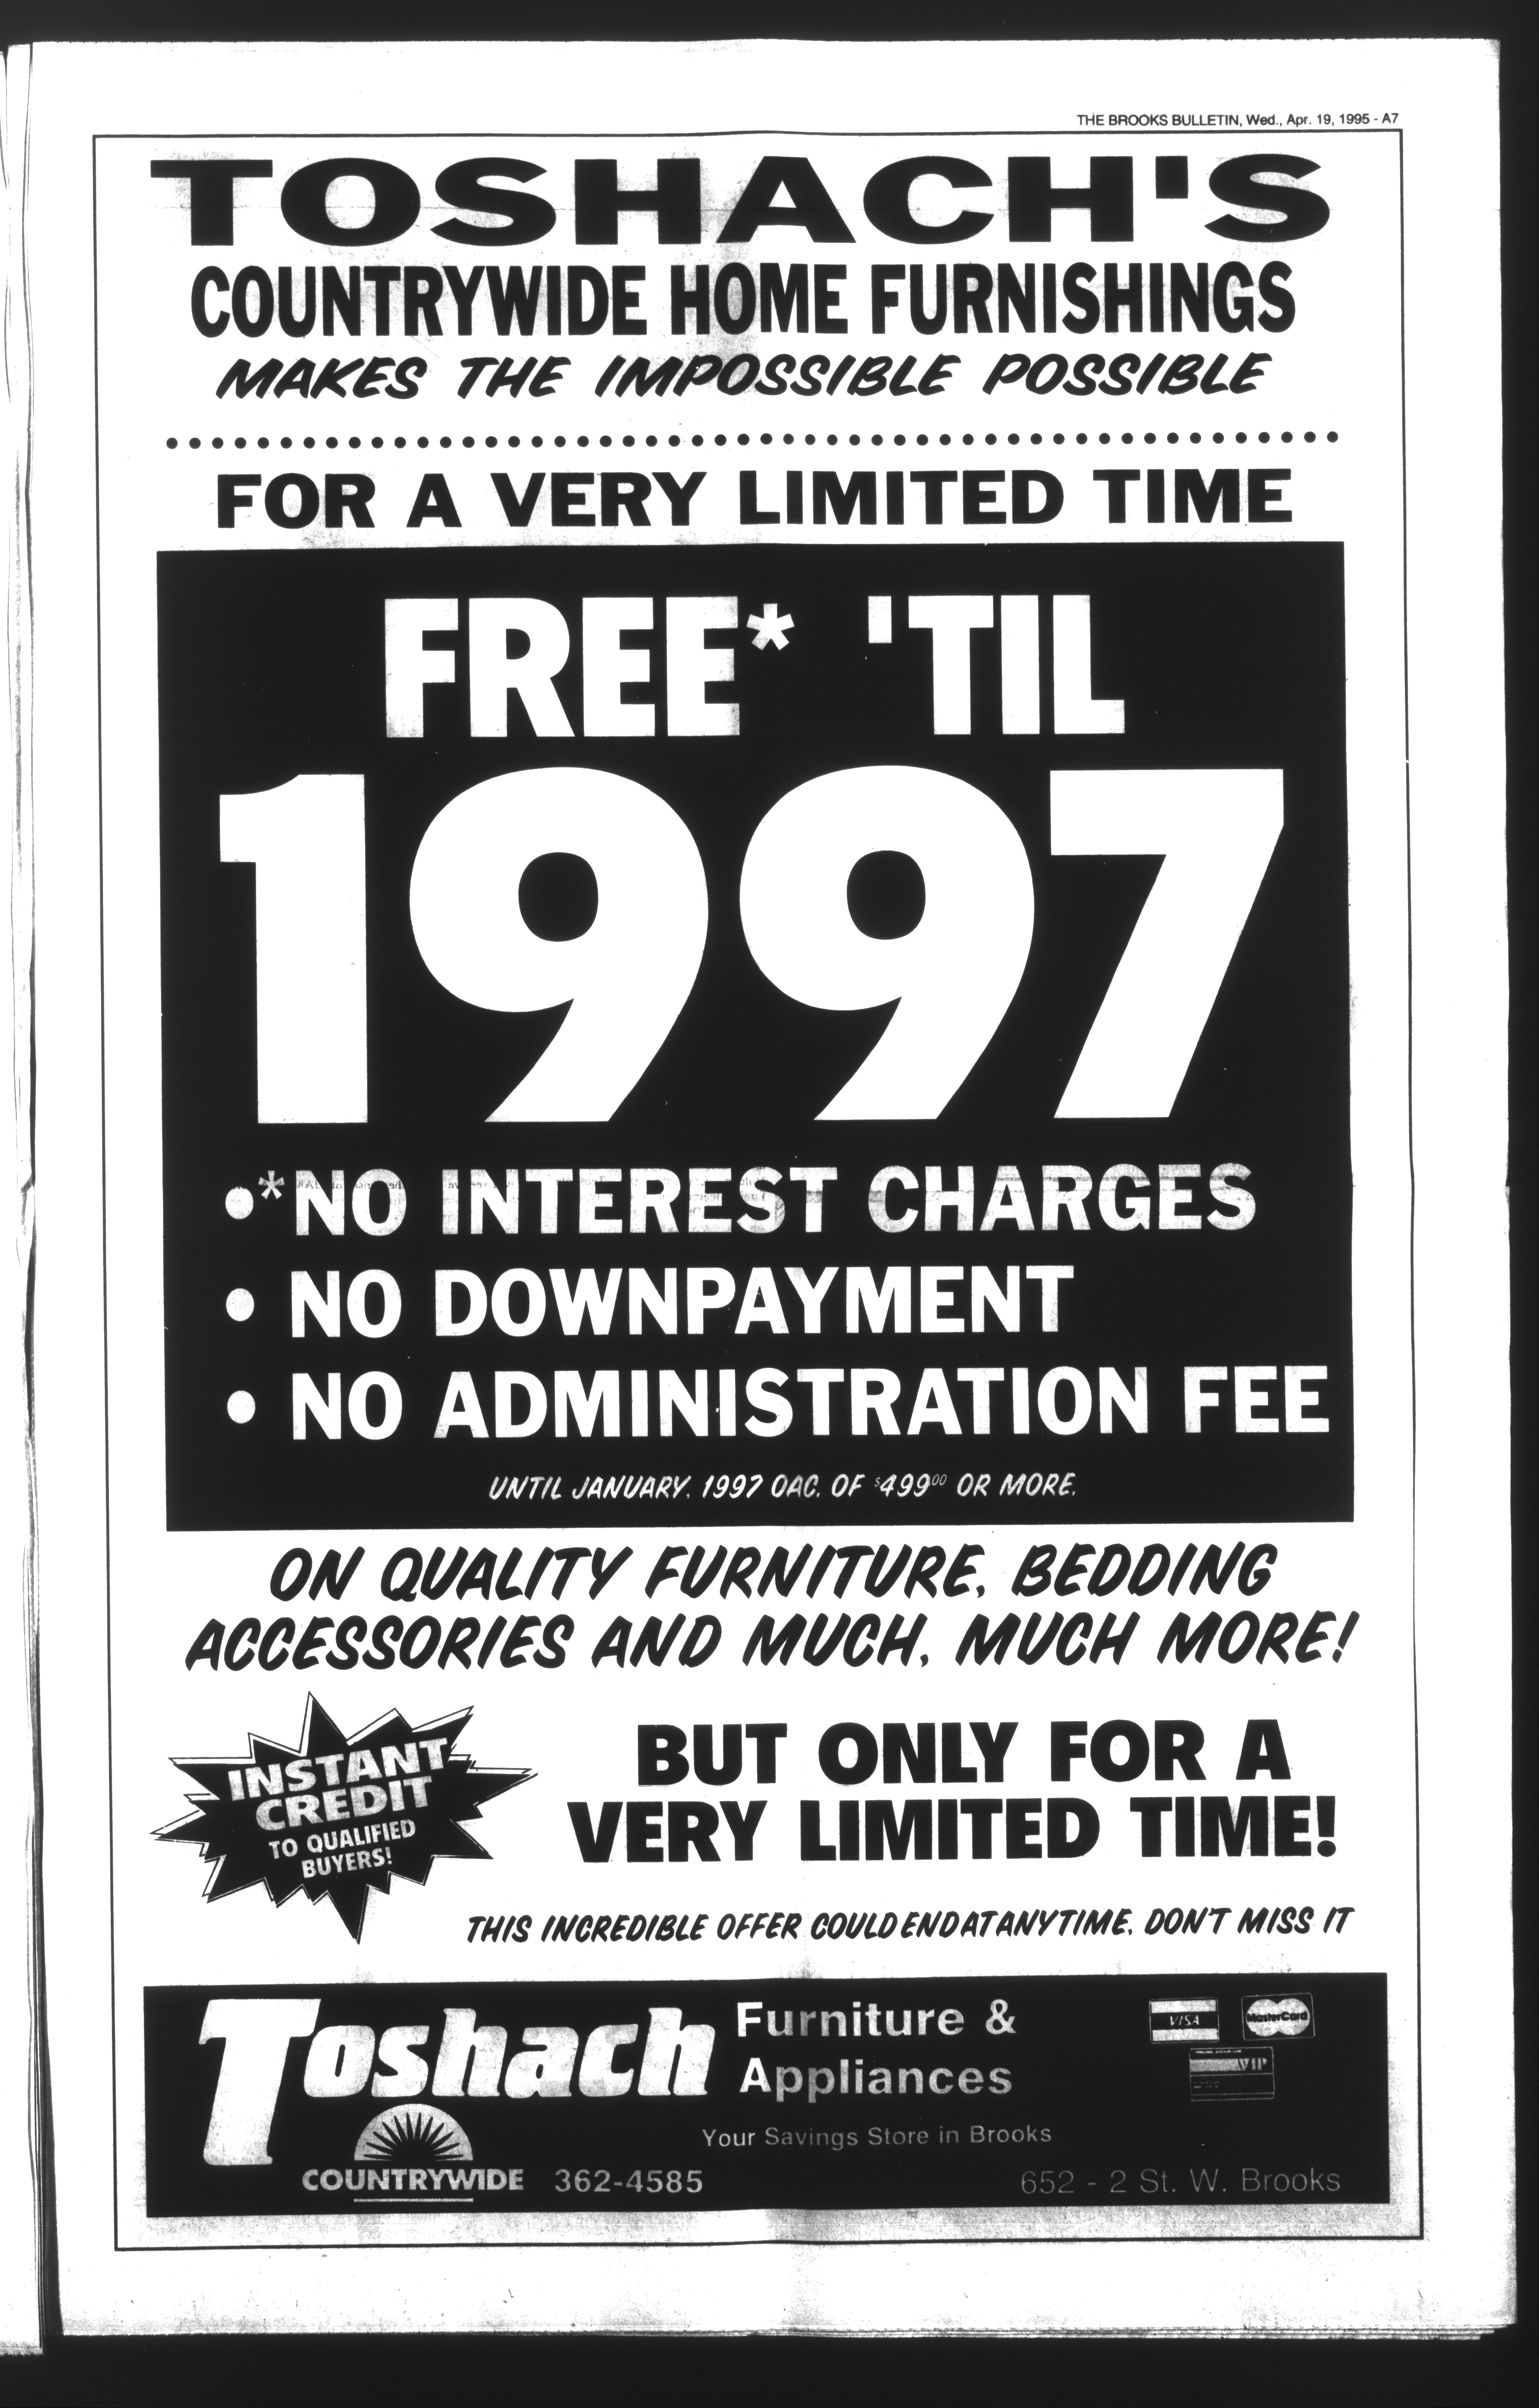 THE BROOKS BULLETIN, Wed., Apr. 19, 1995 - A7
TOSHACH'S
COUNTRYWIDE HOME FURNISHINGS
MAKES THE IMPOSSIBLE POSSIBLE
FOR A VERY LIMITED TIME
FREE* 'TIL
1997
•*NO INTEREST CHARGES
• NO DOWNPAYMENT
• NO ADMINISTRATION FEE
UNTIL JANUARY, 1997 OAC. OF $49900 OR MORE.
ON QUALITY FURNITURE, BEDDING
ACCESSORIES AND MUCH, MUCH MORE!
INSTANT
CREDIT
TO QUALIFIED
BUYERS!
BUT ONLY FOR A
VERY LIMITED TIME!
THIS INCREDIBLE OFFER COULD END AT ANYTIME. DON'T MISS IT
Toshach Furniture &
Appliances
VISA
MasterCard
VIP
Your Savings Store in Brooks
COUNTRYWIDE 362-4585
652 - 2 St. W. Brooks